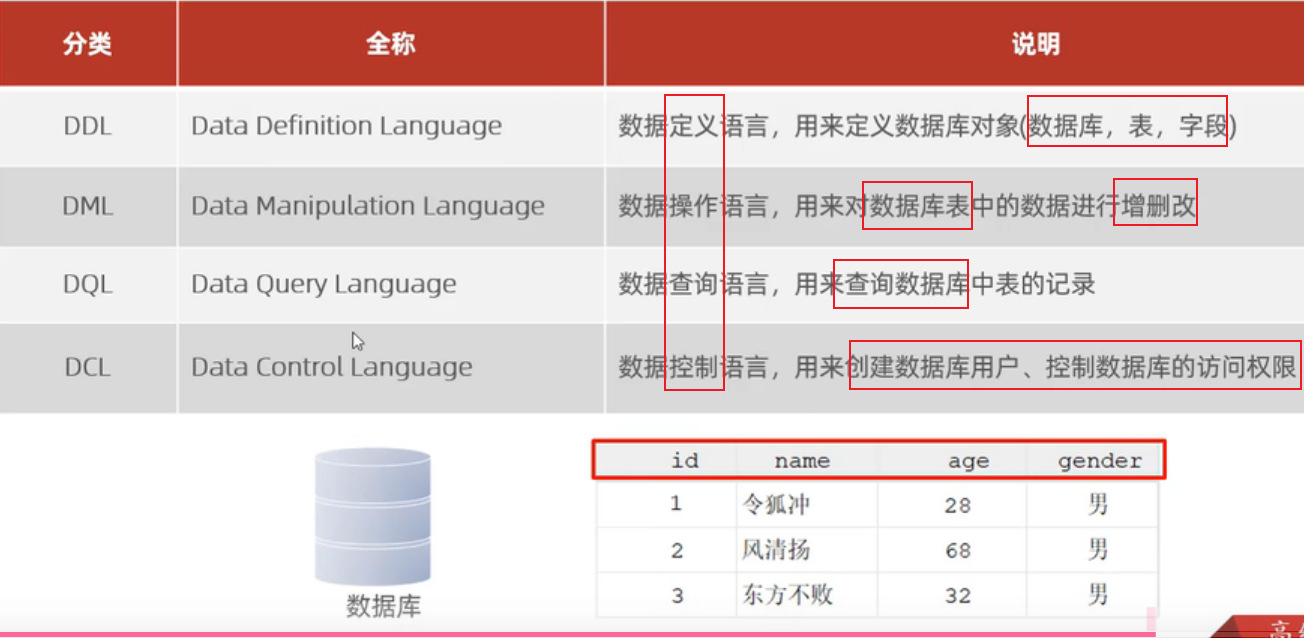 分类 全称 说明
DDL Data Definition Language 数据定义语言，用来定义数据库对象(数据库，表，字段)
DML Data Manipulation Language 数据操作语言，用来对数据库表中的数据进行增删改
DQL Data Query Language 数据查询语言，用来查询数据库中表的记录
DCL Data Control Language 数据控制语言，用来创建数据库用户、控制数据库的访问权限
id name age gender
1 令狐冲 28 男
2 风清扬 68 男
3 东方不败 32 男
数据库
高